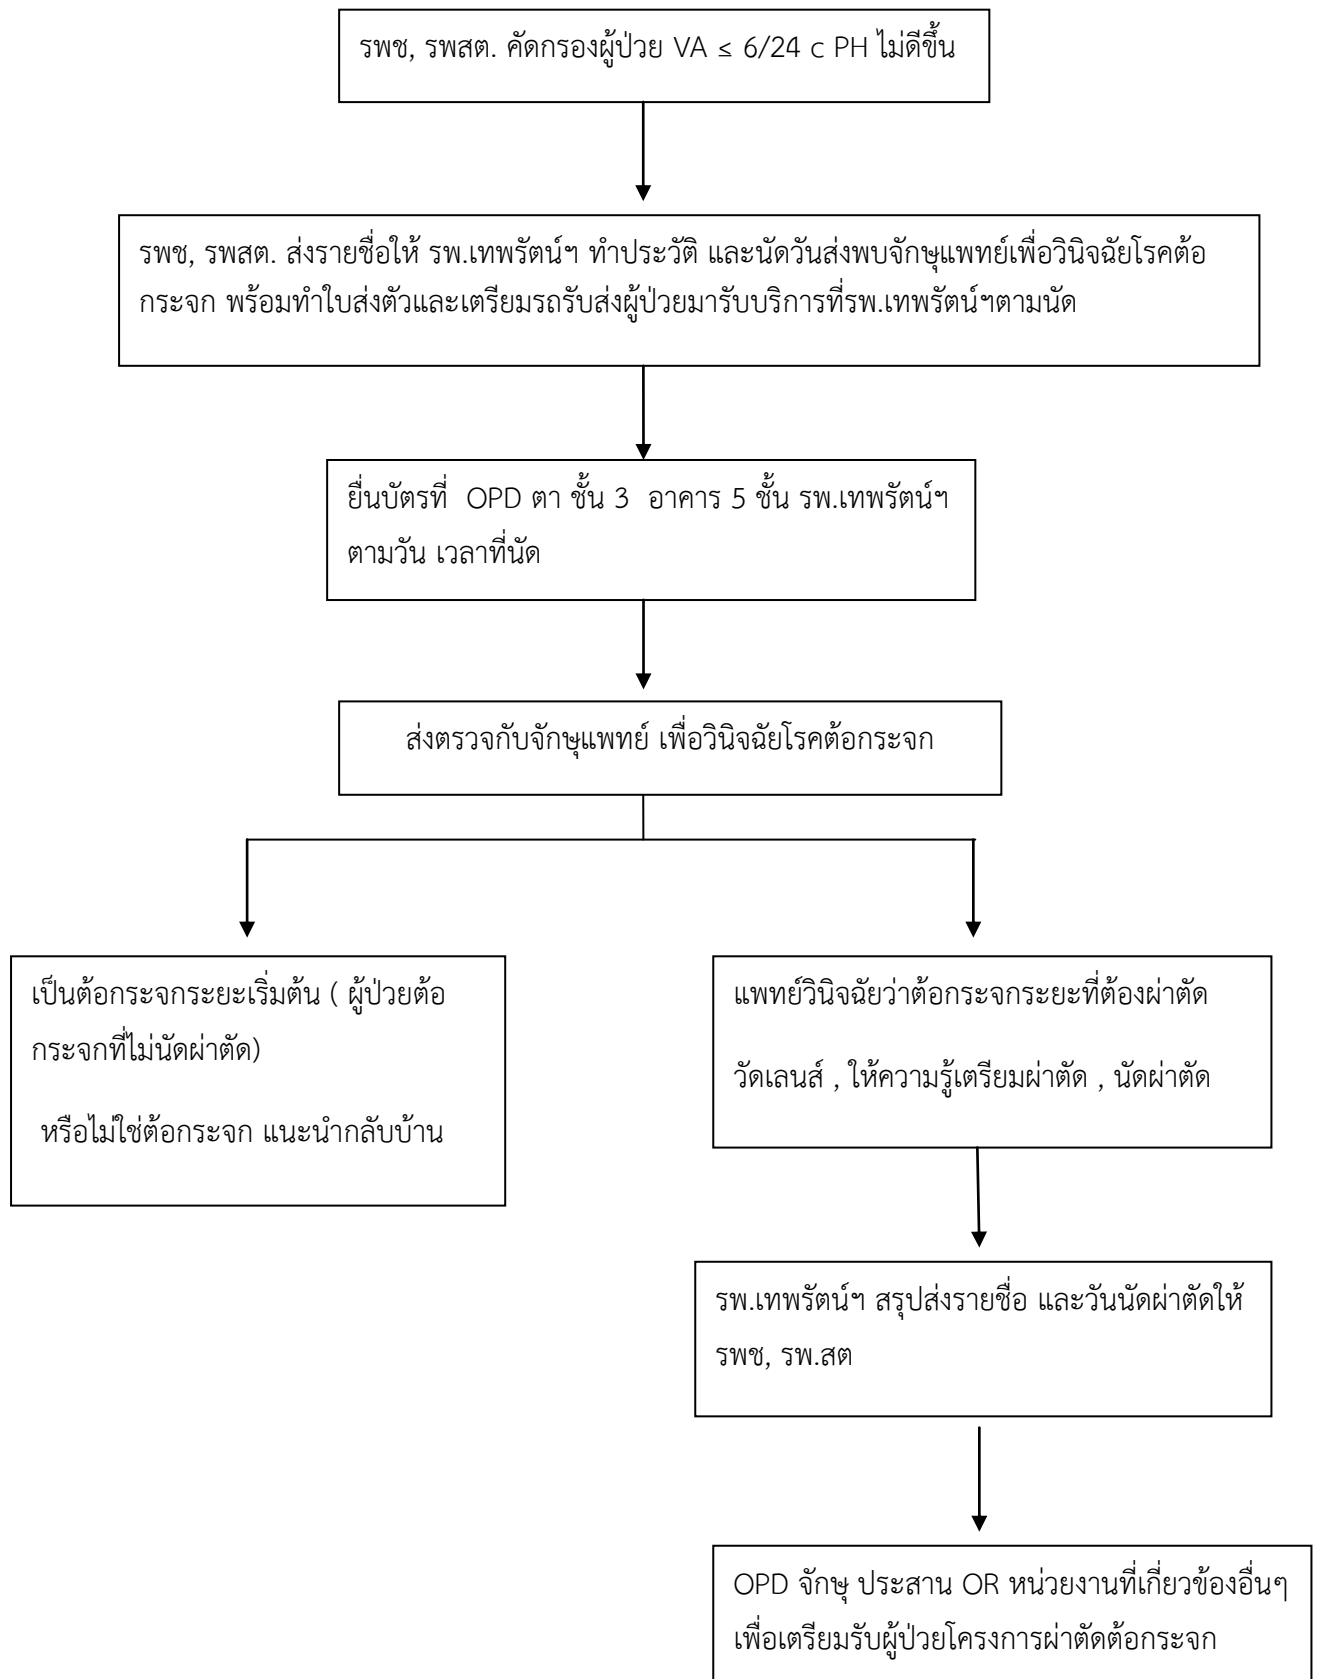 รพช, รพสต. คัดกรองผู้ป่วย VA ≤ 6/24 c PH ไม่ดีขึ้น
รพช, รพสต. ส่งรายชื่อให้ รพ.เทพรัตน์ฯ ทำประวัติ และนัดวันส่งพบจักษุแพทย์เพื่อวินิจฉัยโรคต้อ
กระจก พร้อมทำใบส่งตัวและเตรียมรถรับส่งผู้ป่วยมารับบริการที่รพ.เทพรัตน์ฯตามนัด
ยื่นบัตรที่ OPD ตา ชั้น 3 อาคาร 5 ชั้น รพ.เทพรัตน์ฯ
ตามวัน เวลาที่นัด
ส่งตรวจกับจักษุแพทย์ เพื่อวินิจฉัยโรคต้อกระจก
เป็นต้อกระจกระยะเริ่มต้น ( ผู้ป่วยต้อ
กระจกที่ไม่นัดผ่าตัด)
หรือไม่ใช่ต้อกระจก แนะนำกลับบ้าน
แพทย์วินิจฉัยว่าต้อกระจกระยะที่ต้องผ่าตัด
วัดเลนส์ , ให้ความรู้เตรียมผ่าตัด , นัดผ่าตัด
รพ.เทพรัตน์ฯ สรุปส่งรายชื่อ และวันนัดผ่าตัดให้
รพช, รพ.สต
OPD จักษุ ประสาน OR หน่วยงานที่เกี่ยวข้องอื่นๆ
เพื่อเตรียมรับผู้ป่วยโครงการผ่าตัดต้อกระจก